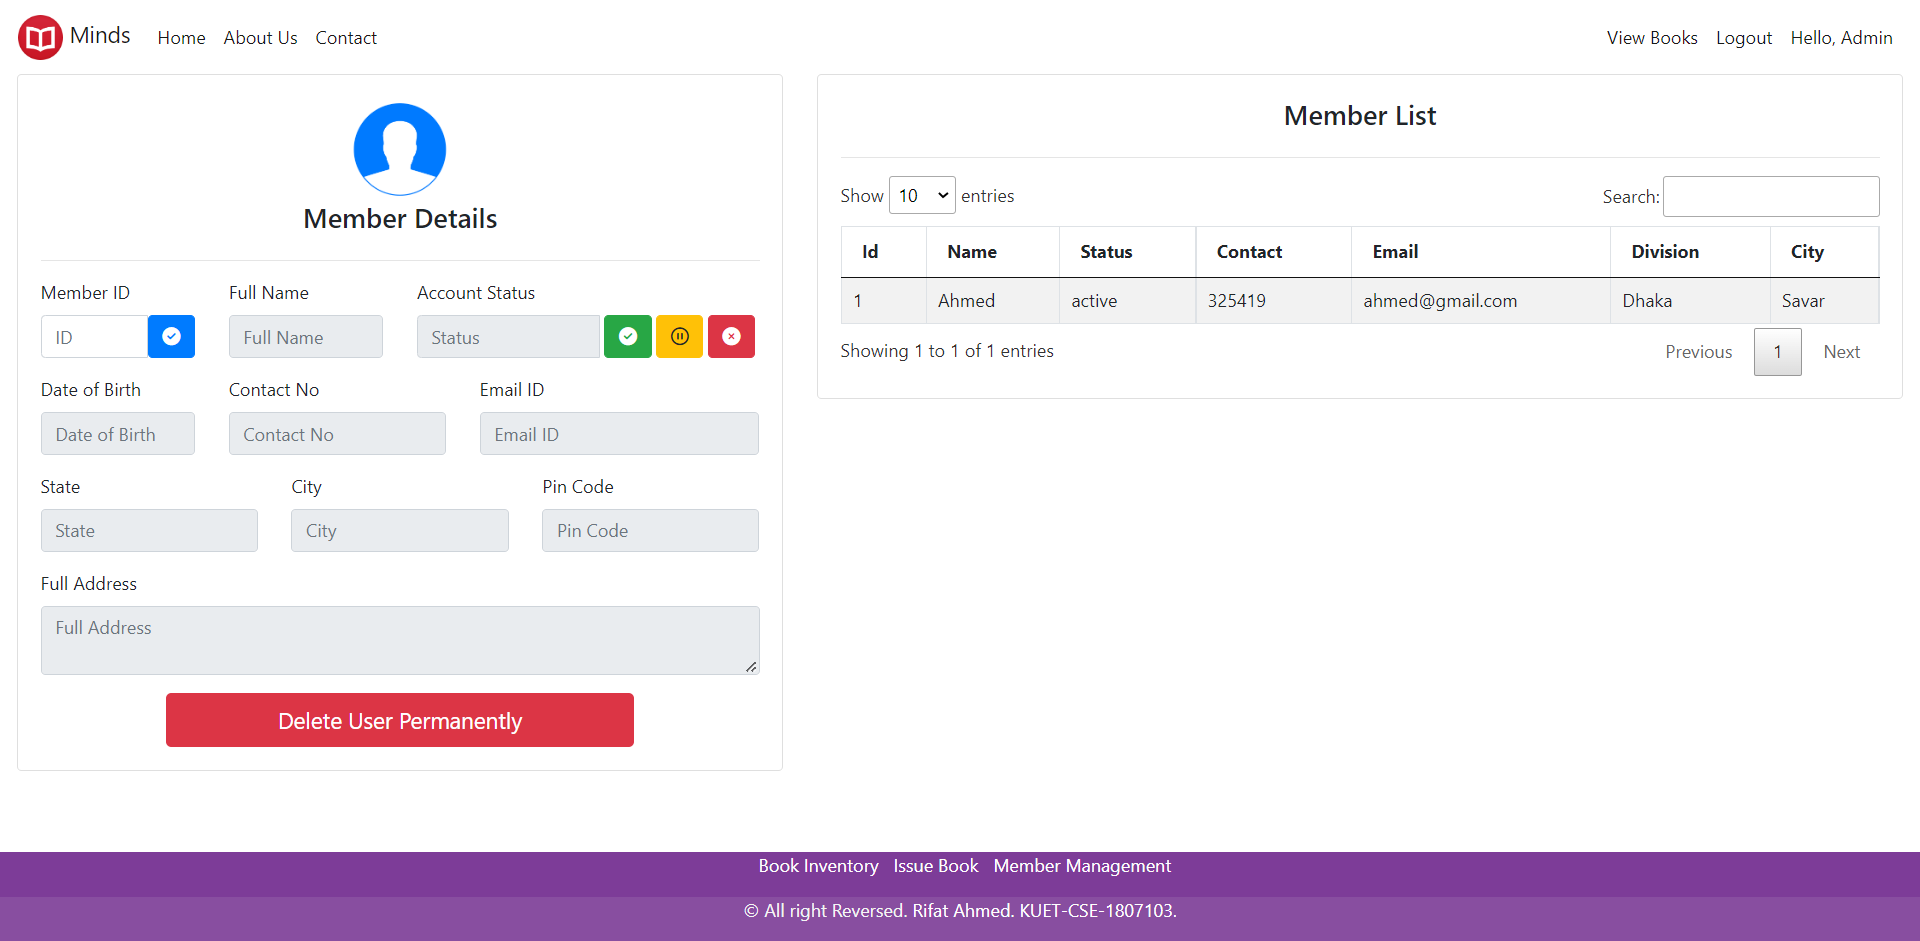 Minds Home About Us Contact View Books Logout Hello, Admin
Member Details
Member ID Full Name Account Status
ID Full Name Status
Date of Birth Contact No Email ID
Date of Birth Contact No Email ID
State City Pin Code
State City Pin Code
Full Address
Full Address
Delete User Permanently
Member List
Show 10 entries Search:
Id Name Status Contact Email Division City
1 Ahmed active 325419 ahmed@gmail.com Dhaka Savar
Showing 1 to 1 of 1 entries Previous 1 Next
Book Inventory Issue Book Member Management
© All right Reversed. Rifat Ahmed. KUET-CSE-1807103.